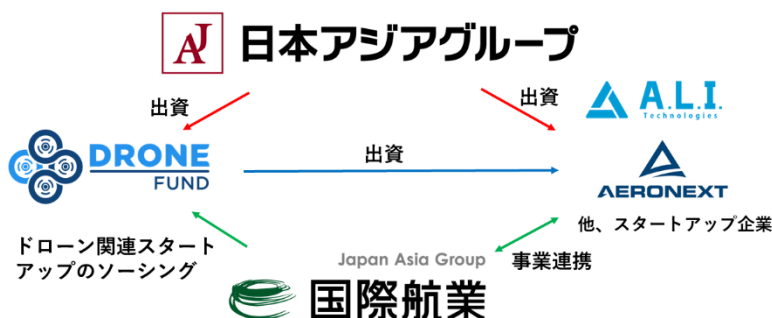 AJ 日本アジアグループ
出資
出資
A.L.I.
Technologies
DRONE
FUND
出資
AERONEXT
他、スタートアップ企業
ドローン関連スタート
アップのソーシング
Japan Asia Group
事業連携
国際航業